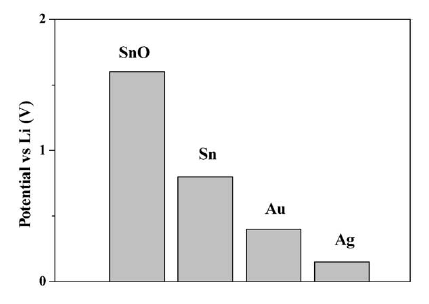 2
SnO
Potential vs Li (V)
1
Sn
Au
Ag
0